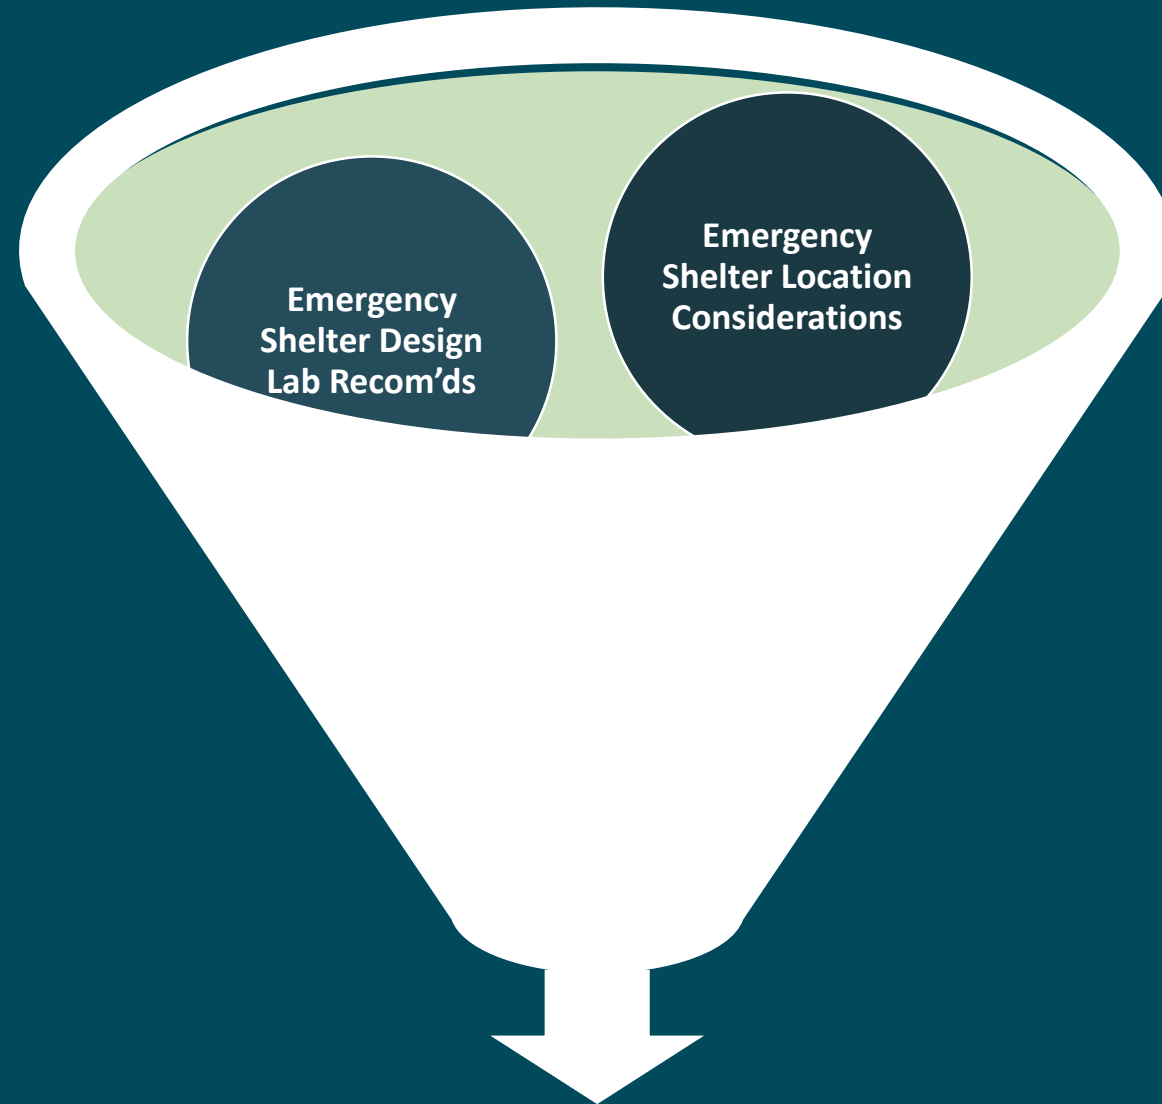 Emergency
Shelter Design
Lab Recom’ds
Emergency
Shelter Location
Considerations